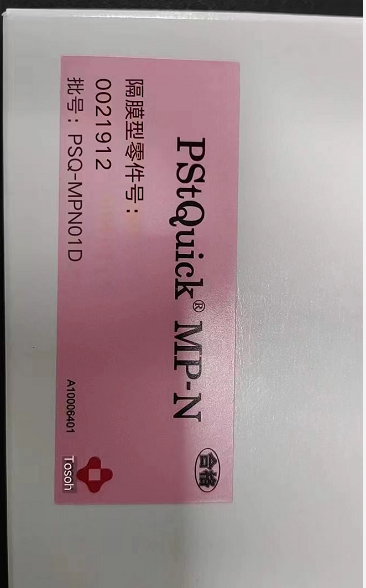 PStQuick® MP-N
合格
隔膜型零件号：
0021912
批号：PSQ-MPN01D
A10006401
Tosoh